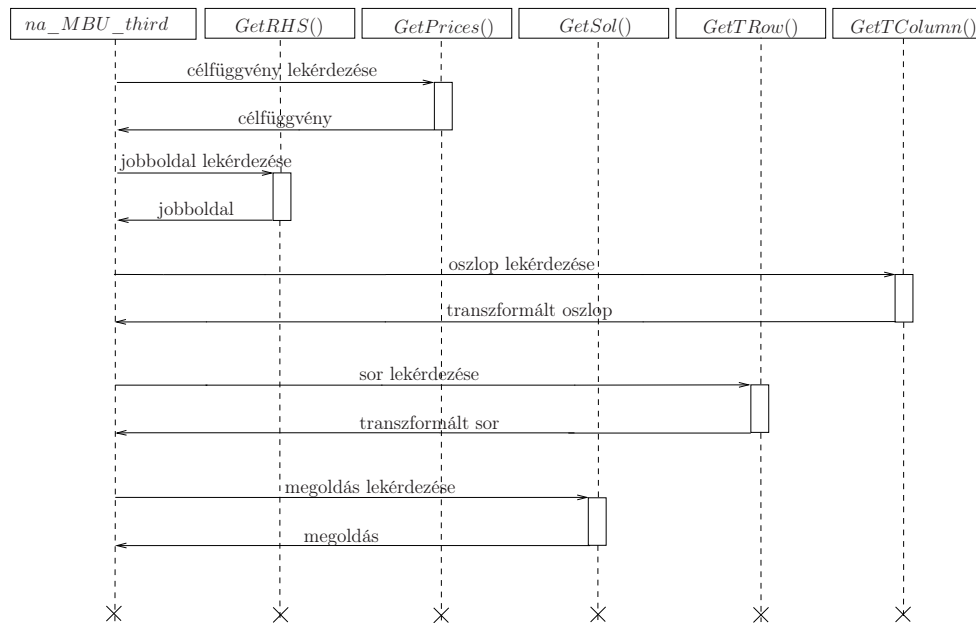 na_MBU_third
GetRHS()
GetPrices()
GetSol()
GetTRow()
GetTColumn()
célfüggvény lekérdezése
célfüggvény
jobboldal lekérdezése
jobboldal
oszlop lekérdezése
transzformált oszlop
sor lekérdezése
transzformált sor
megoldás lekérdezése
megoldás